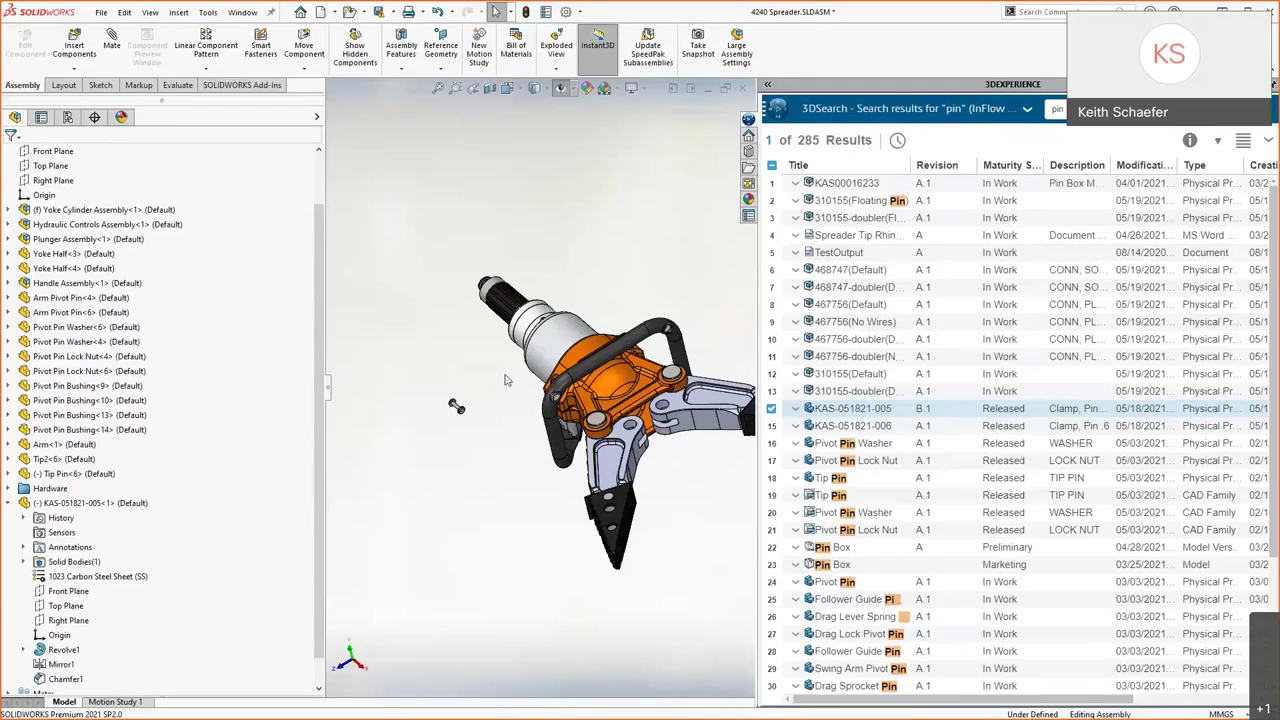 SOLIDWORKS File Edit View Insert Tools Window 4240 Spreader.SLDASM * Search Comm
Edit Component
Insert Components
Mate
Component Preview Window
Linear Component Pattern
Smart Fasteners
Move Component
Show Hidden Components
Assembly Features
Reference Geometry
New Motion Study
Bill of Materials
Exploded View
Instant3D
Update SpeedPak Subassemblies
Take Snapshot
Large Assembly Settings
KS
Keith Schaefer
Assembly Layout Sketch Markup Evaluate SOLIDWORKS Add-Ins
3DEXPERIENCE
3DSearch - Search results for "pin" (InFlow ... pin
1 of 285 Results
Front Plane
Top Plane
Right Plane
Origin
(f) Yoke Cylinder Assembly<1> (Default)
Hydraulic Controls Assembly<1> (Default)
Plunger Assembly<1> (Default)
Yoke Half<3> (Default)
Yoke Half<4> (Default)
Handle Assembly<1> (Default)
Arm Pivot Pin<4> (Default)
Arm Pivot Pin<6> (Default)
Pivot Pin Washer<6> (Default)
Pivot Pin Washer<4> (Default)
Pivot Pin Lock Nut<4> (Default)
Pivot Pin Lock Nut<6> (Default)
Pivot Pin Bushing<9> (Default)
Pivot Pin Bushing<10> (Default)
Pivot Pin Bushing<13> (Default)
Pivot Pin Bushing<14> (Default)
Arm<1> (Default)
Tip2<6> (Default)
(-) Tip Pin<6> (Default)
Hardware
(-) KAS-051821-005<1> (Default)
History
Sensors
Annotations
Solid Bodies(1)
1023 Carbon Steel Sheet (SS)
Front Plane
Top Plane
Right Plane
Origin
Revolve1
Mirror1
Chamfer1
Title Revision Maturity S... Description Modificati... Type Creati
1 KAS00016233 A.1 In Work Pin Box M... 04/01/2021... Physical Pr... 03/2
2 310155(Floating Pin) A.1 In Work 05/19/2021... Physical Pr... 05/1
3 310155-doubler(Fl... A.1 In Work 05/19/2021... Physical Pr... 05/1
4 Spreader Tip Rhin... A In Work Document ... 04/26/2021... MS Word ... 03/2
5 TestOutput A In Work 08/14/2020... Document 08/1
6 468747(Default) A.1 In Work CONN, SO... 05/19/2021... Physical Pr... 05/1
7 468747-doubler(D... A.1 In Work CONN, SO... 05/19/2021... Physical Pr... 05/1
8 467756(Default) A.1 In Work CONN, PL... 05/19/2021... Physical Pr... 05/1
9 467756(No Wires) A.1 In Work CONN, PL... 05/19/2021... Physical Pr... 05/1
10 467756-doubler(D... A.1 In Work CONN, PL... 05/19/2021... Physical Pr... 05/1
11 467756-doubler(N... A.1 In Work CONN, PL... 05/19/2021... Physical Pr... 05/1
12 310155(Default) A.1 In Work 05/19/2021... Physical Pr... 05/1
13 310155-doubler(D... A.1 In Work 05/19/2021... Physical Pr... 05/1
KAS-051821-005 B.1 Released Clamp, Pin... 05/18/2021... Physical Pr... 05/1
15 KAS-051821-006 A.1 Released Clamp, Pin .6 05/18/2021... Physical Pr... 05/1
16 Pivot Pin Washer A.1 Released WASHER 05/03/2021... Physical Pr... 02/1
17 Pivot Pin Lock Nut A.1 Released LOCK NUT 05/03/2021... Physical Pr... 02/1
18 Tip Pin A.1 Released TIP PIN 05/03/2021... Physical Pr... 02/1
19 Tip Pin A.1 Released TIP PIN 05/03/2021... CAD Family 02/1
20 Pivot Pin Washer A.1 Released WASHER 05/03/2021... CAD Family 02/1
21 Pivot Pin Lock Nut A.1 Released LOCK NUT 05/03/2021... CAD Family 02/1
22 Pin Box A Preliminary 04/28/2021... Model Vers... 03/2
23 Pin Box Marketing 03/25/2021... Model 03/2
24 Pivot Pin A.1 In Work 03/03/2021... Physical Pr... 03/0
25 Follower Guide Pi A.1 In Work 03/03/2021... Physical Pr... 03/0
26 Drag Lever Spring A.1 In Work 03/03/2021... Physical Pr...
27 Drag Lock Pivot Pin A.1 In Work 03/03/2021... Physical Pr...
28 Follower Guide Pin A.1 In Work 03/03/2021... Physical Pr...
29 Swing Arm Pivot Pin A.1 In Work 03/03/2021... Physical Pr...
30 Drag Sprocket Pin A.1 In Work 03/03/2021... Physical Pr...
Y
Z
X
Model Motion Study 1
+1
SOLIDWORKS Premium 2021 SP2.0 Under Defined Editing Assembly MMGS